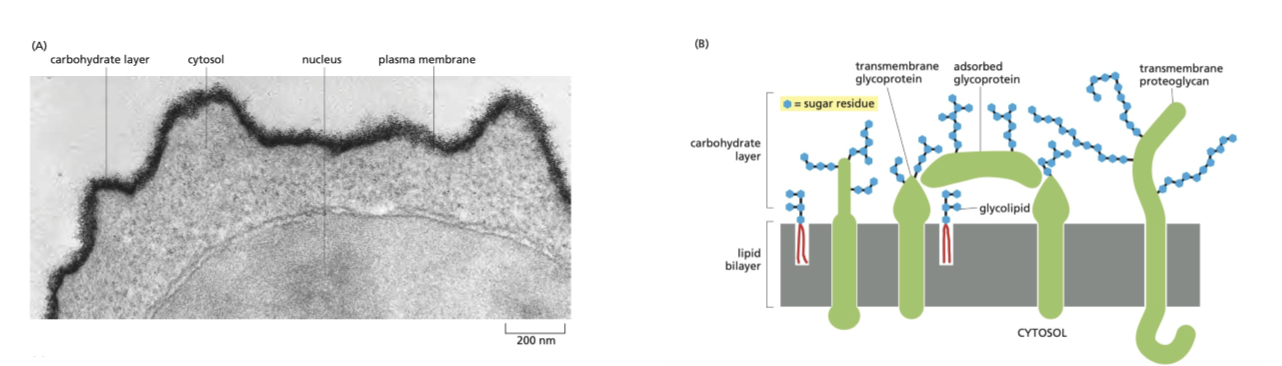 (A)
carbohydrate layer
cytosol
nucleus
plasma membrane
200 nm
(B)
transmembrane
glycoprotein
adsorbed
glycoprotein
transmembrane
proteoglycan
= sugar residue
carbohydrate
layer
glycolipid
lipid
bilayer
CYTOSOL